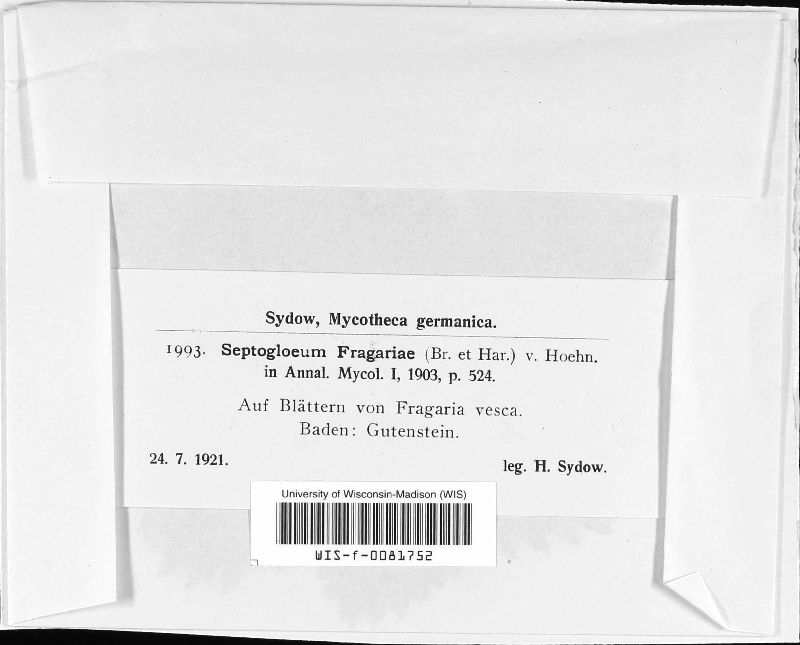 Sydow, Mycotheca germanica.
1993. Septogloeum Fragariae (Br. et Har.) v. Hoehn.
in Annal. Mycol. I, 1903, p. 524.
Auf Blättern von Fragaria vesca.
Baden: Gutenstein.
24. 7. 1921.
leg. H. Sydow.
University of Wisconsin-Madison (WIS)
WIS-f-0081752